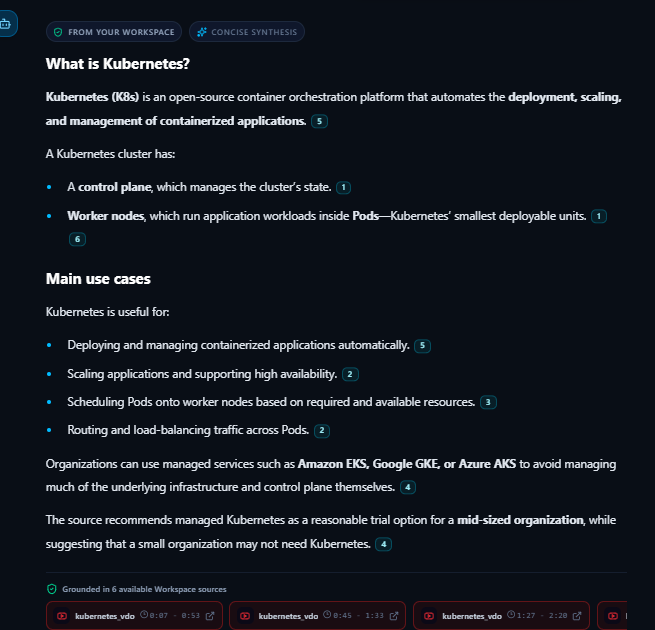 FROM YOUR WORKSPACE CONCISE SYNTHESIS
What is Kubernetes?
Kubernetes (K8s) is an open-source container orchestration platform that automates the deployment, scaling,
and management of containerized applications. 5
A Kubernetes cluster has:
• A control plane, which manages the cluster's state. 1
• Worker nodes, which run application workloads inside Pods—Kubernetes' smallest deployable units. 1
6
Main use cases
Kubernetes is useful for:
• Deploying and managing containerized applications automatically. 5
• Scaling applications and supporting high availability. 2
• Scheduling Pods onto worker nodes based on required and available resources. 3
• Routing and load-balancing traffic across Pods. 2
Organizations can use managed services such as Amazon EKS, Google GKE, or Azure AKS to avoid managing
much of the underlying infrastructure and control plane themselves. 4
The source recommends managed Kubernetes as a reasonable trial option for a mid-sized organization, while
suggesting that a small organization may not need Kubernetes. 4
Grounded in 6 available Workspace sources
kubernetes_vdo 0:07 - 0:53 kubernetes_vdo 0:45 - 1:33 kubernetes_vdo 1:27 - 2:20